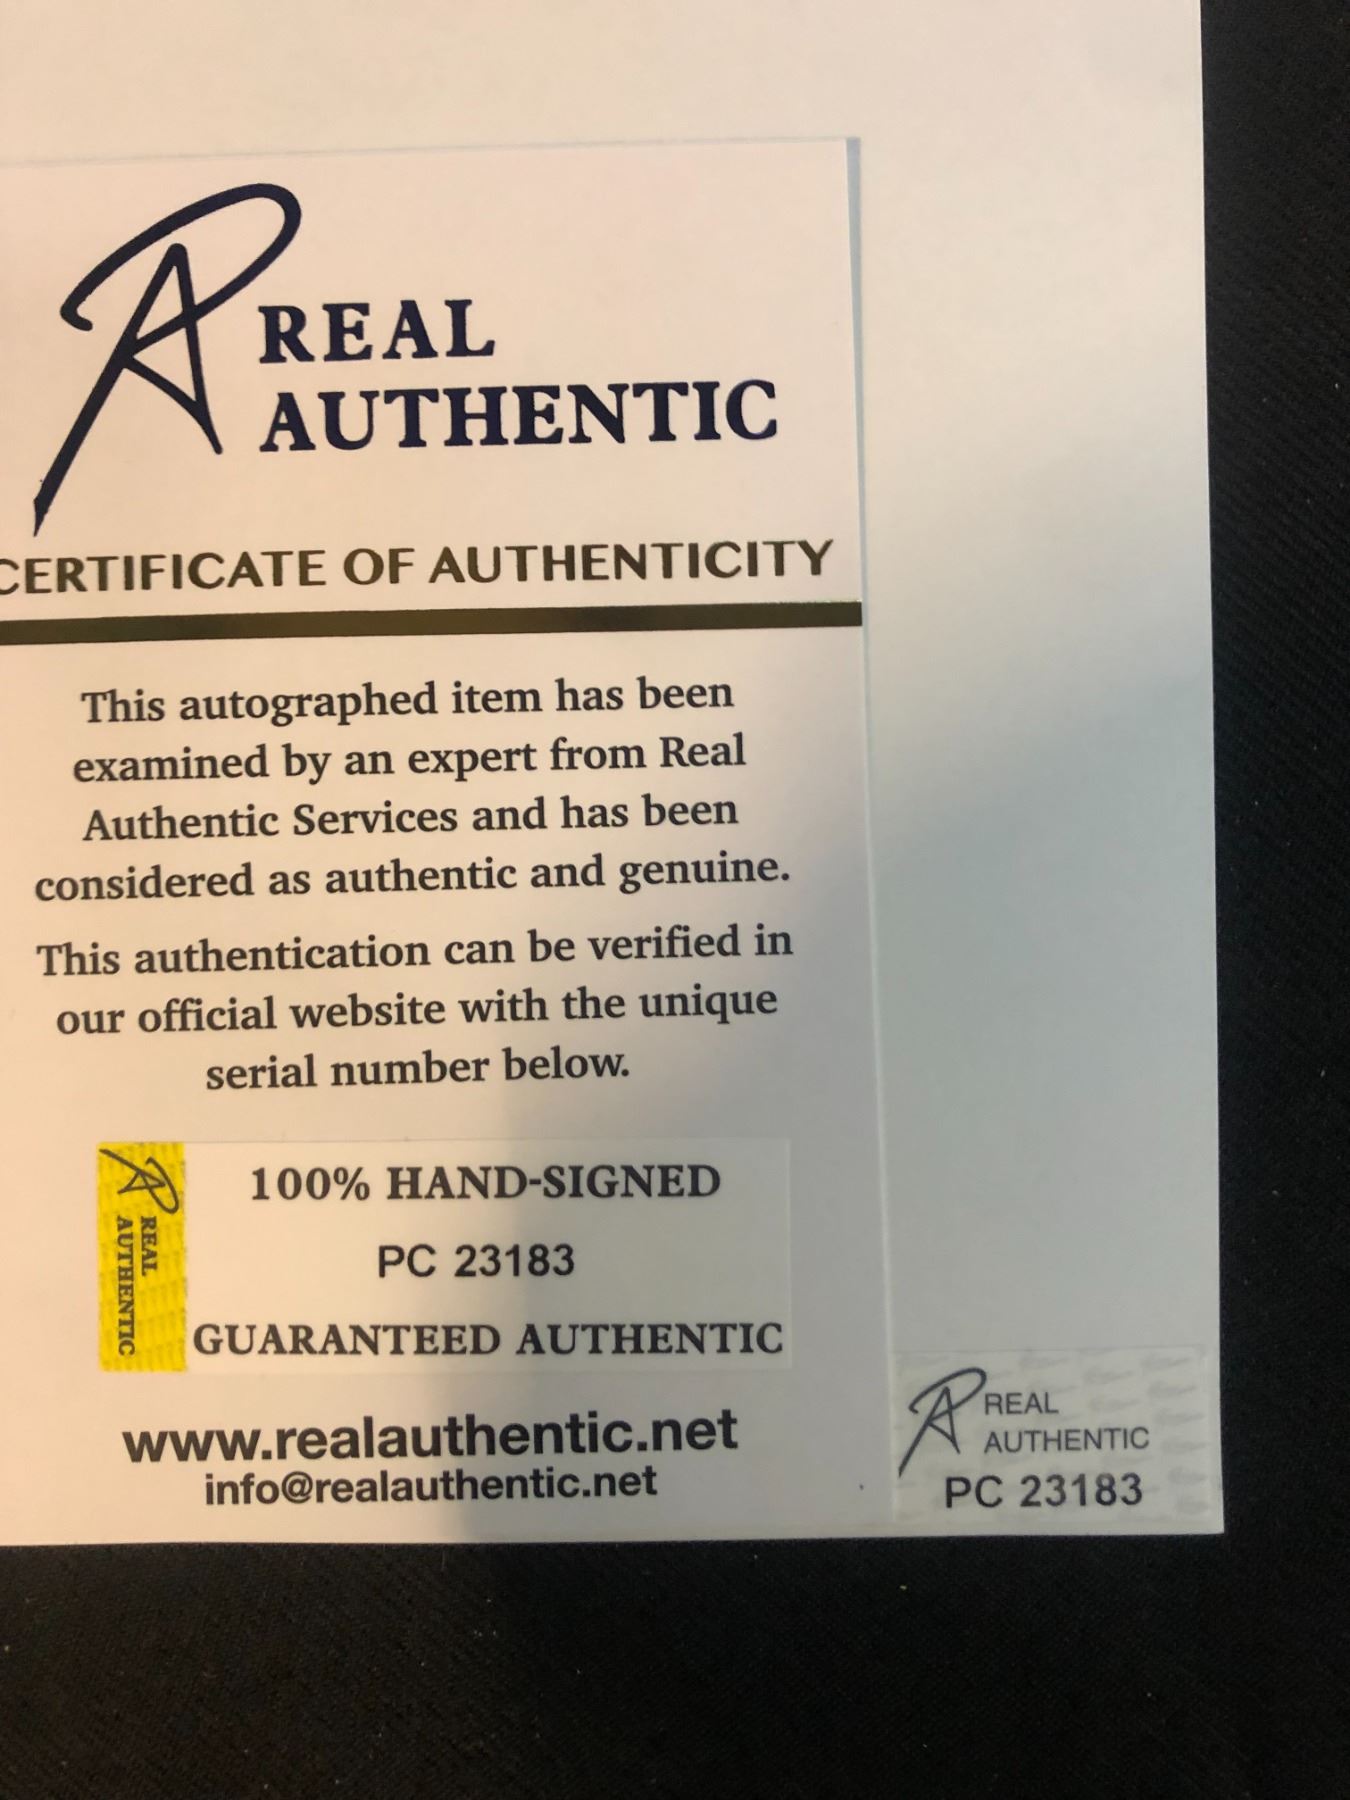 REAL
AUTHENTIC
CERTIFICATE OF AUTHENTICITY
This autographed item has been
examined by an expert from Real
Authentic Services and has been
considered as authentic and genuine.
This authentication can be verified in
our official website with the unique
serial number below.
REAL
AUTHENTIC
100% HAND-SIGNED
PC 23183
GUARANTEED AUTHENTIC
www.realauthentic.net
info@realauthentic.net
REAL
AUTHENTIC
PC 23183